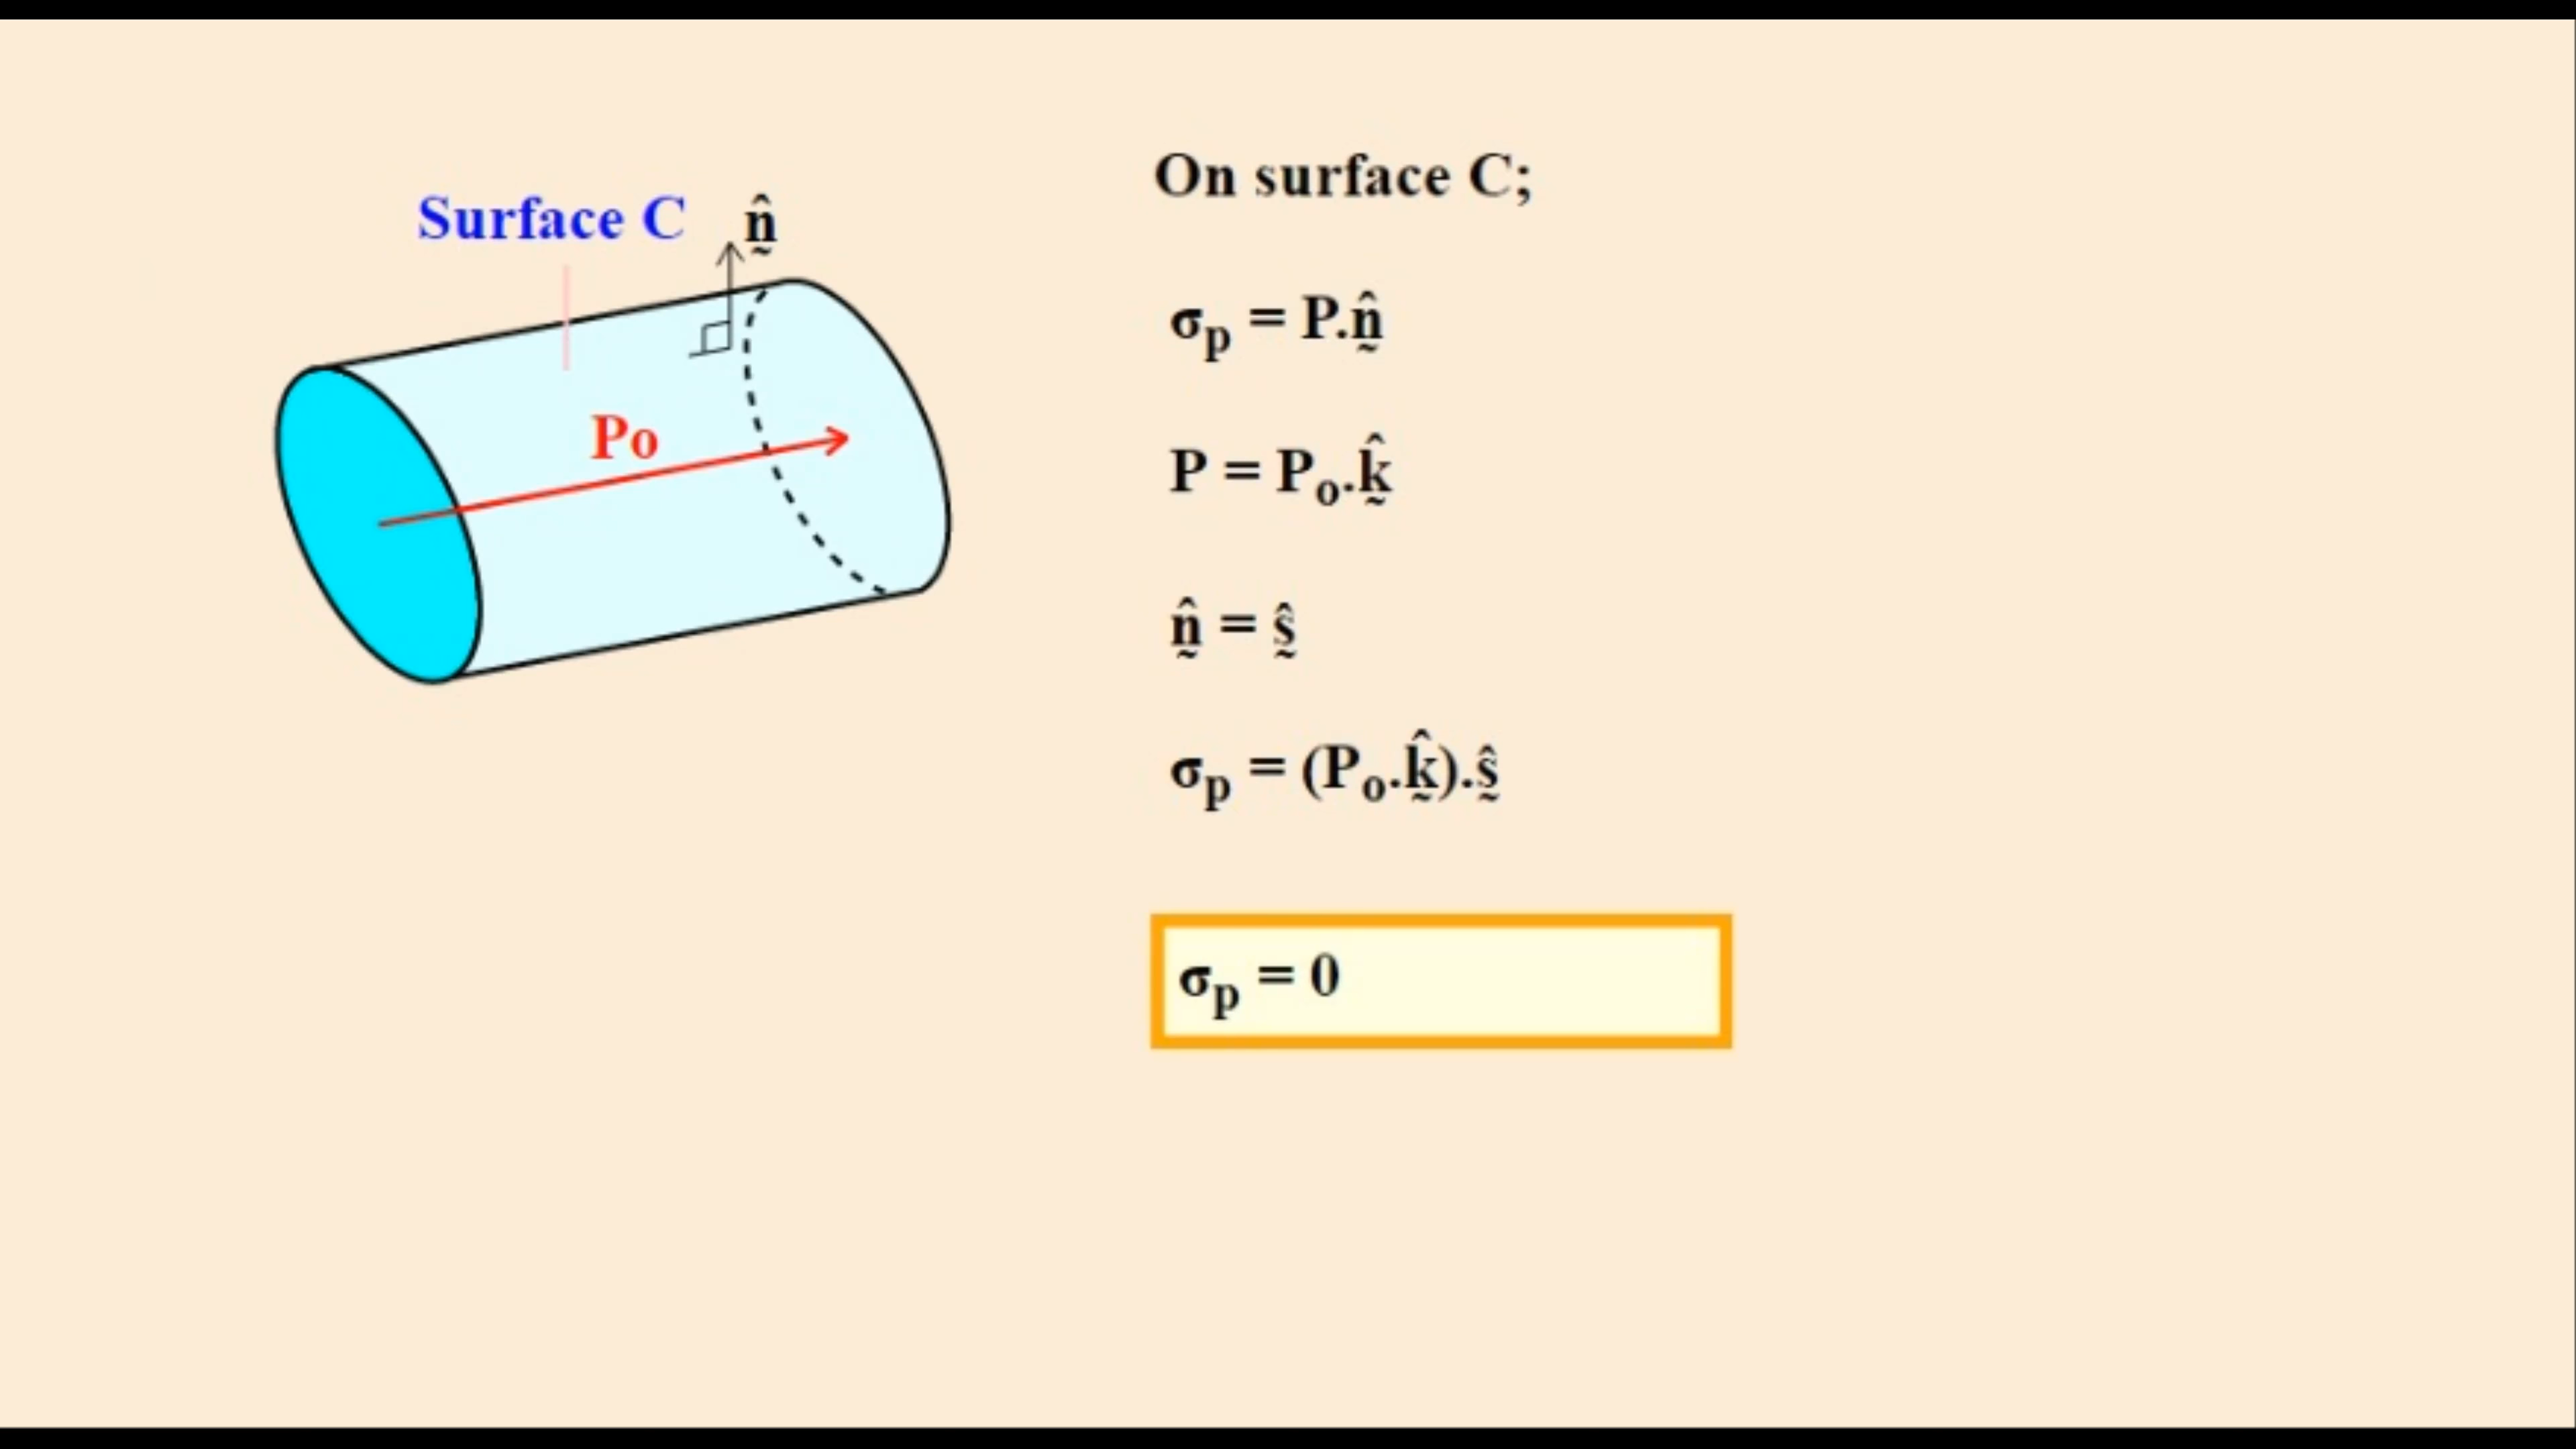 Surface C
n̰̂
Po
On surface C;
σₚ = P.n̰̂
P = Pₒ.k̰̂
n̰̂ = ŝ̰
σₚ = (Pₒ.k̰̂).ŝ̰
σₚ = 0